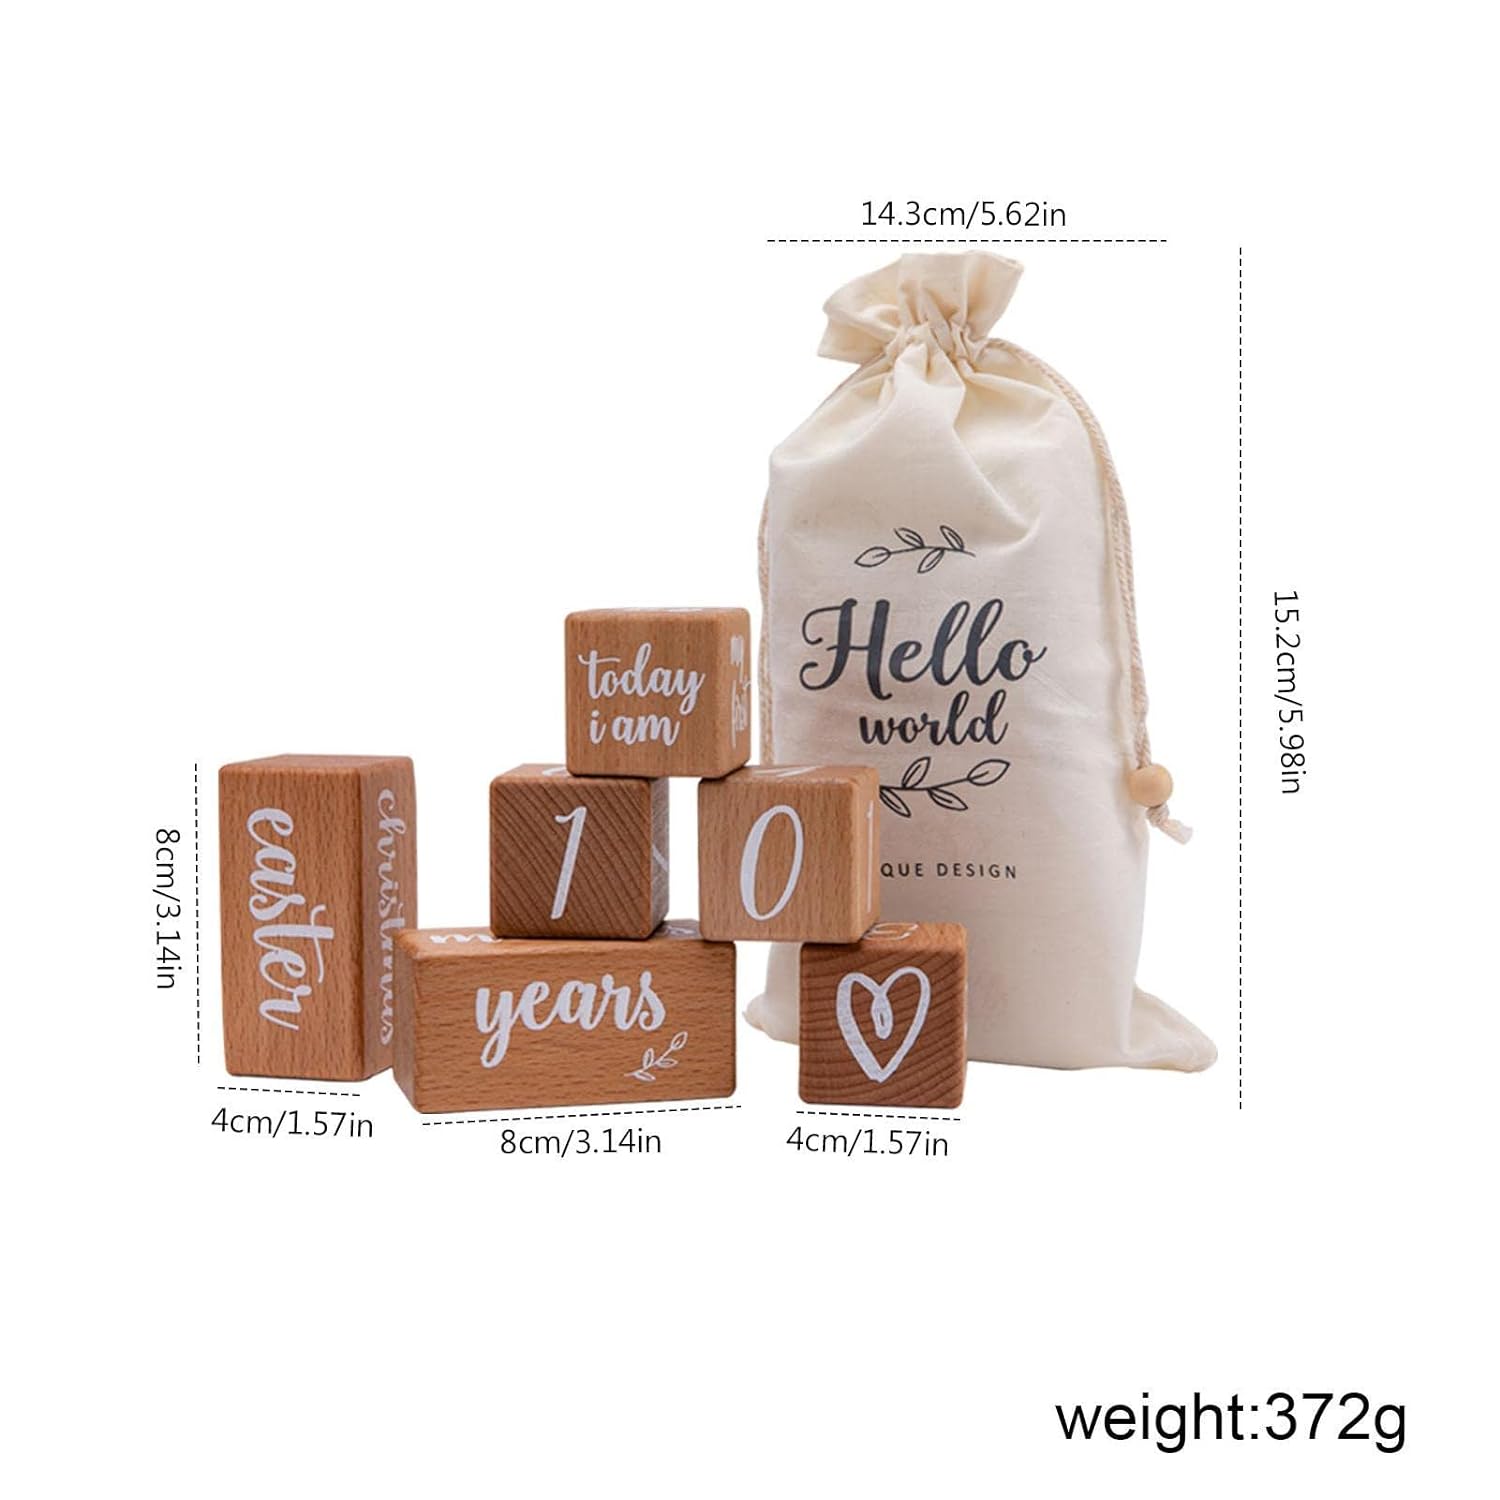 14.3cm/5.62in
15.2cm/5.98in
Hello
world
QUE DESIGN
today
i am
1
0
easter
christmas
years
8cm/3.14in
4cm/1.57in
8cm/3.14in
4cm/1.57in
weight:372g